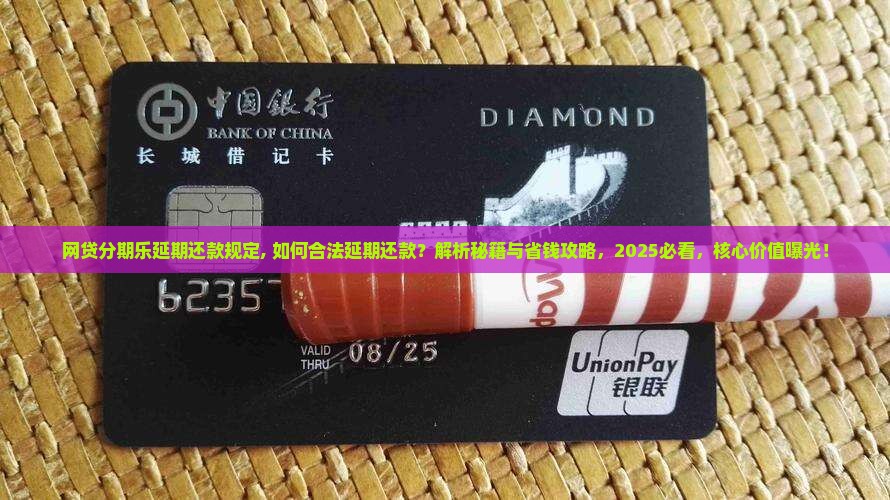 中国银行
BANK OF CHINA
长城借记卡
DIAMOND
网贷分期乐延期还款规定, 如何合法延期还款？解析秘籍与省钱攻略，2025必看，核心价值曝光！
62357
VALID
THRU
08/25
UnionPay
银联